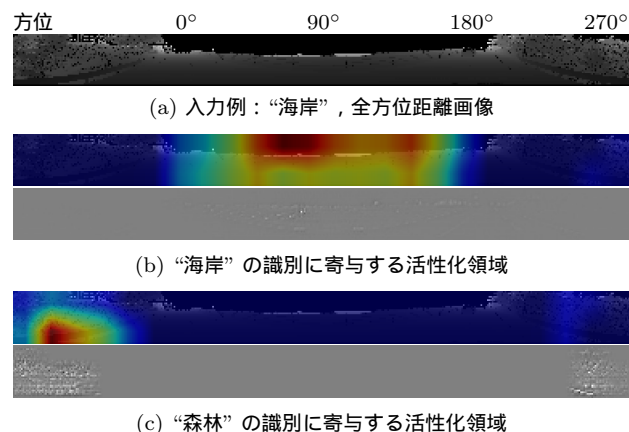 方位 0° 90° 180° 270°
(a) 入力例：“海岸”，全方位距離画像
(b) “海岸” の識別に寄与する活性化領域
(c) “森林” の識別に寄与する活性化領域